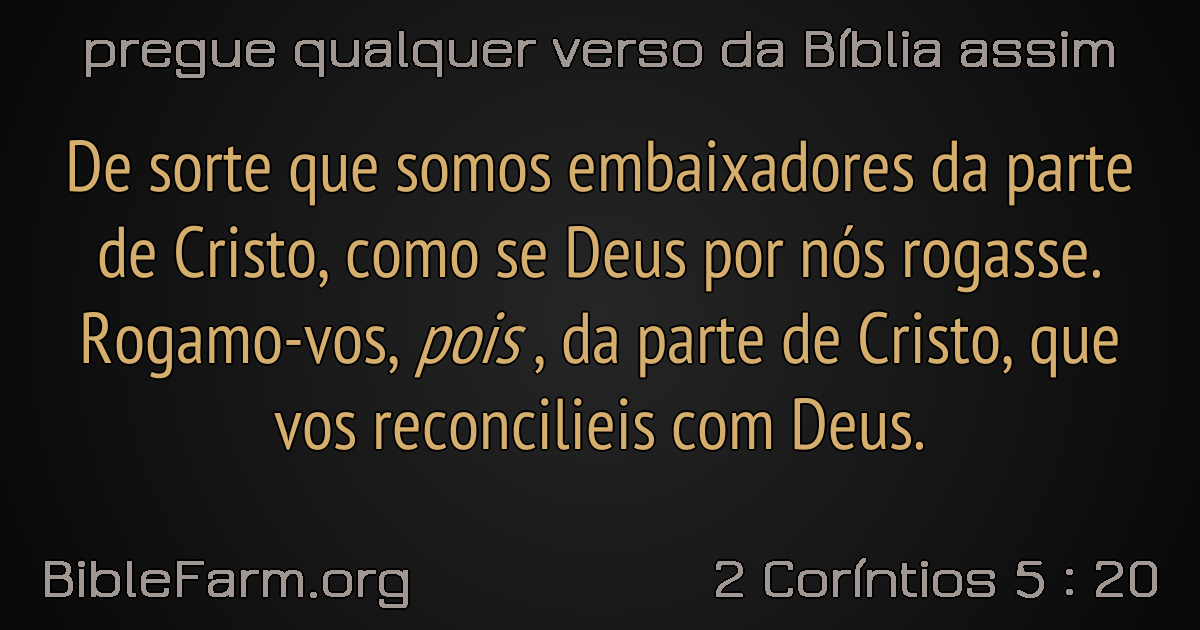 pregue qualquer verso da Bíblia assim
De sorte que somos embaixadores da parte
de Cristo, como se Deus por nós rogasse.
Rogamo-vos, pois , da parte de Cristo, que
vos reconcilieis com Deus.
BibleFarm.org
2 Coríntios 5 : 20